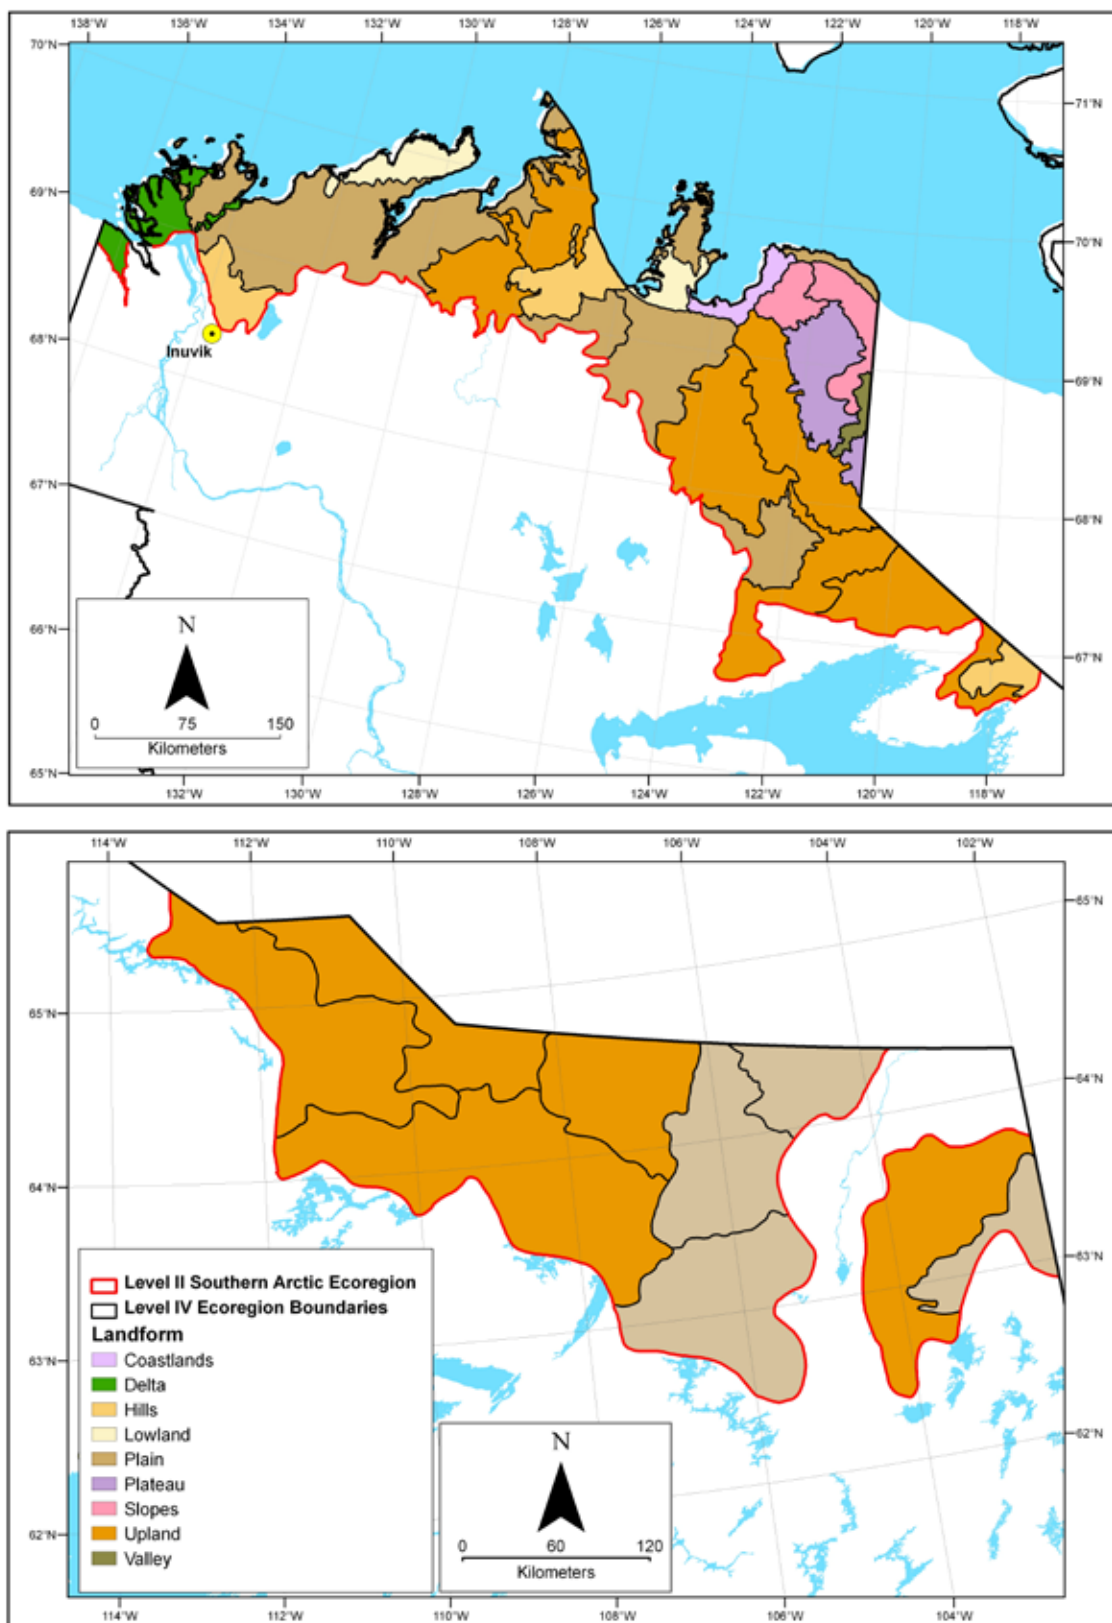 138°W 136°W 134°W 132°W 130°W 128°W 126°W 124°W 122°W 120°W 118°W
70°N
71°N
69°N
70°N
68°N
Inuvik
69°N
67°N
68°N
66°N
67°N
65°N
N
0 75 150
Kilometers
132°W 130°W 128°W 126°W 124°W 122°W 120°W 118°W
114°W 112°W 110°W 108°W 106°W 104°W 102°W
65°N
65°N
64°N
64°N
63°N
63°N
62°N
62°N
Level II Southern Arctic Ecoregion
Level IV Ecoregion Boundaries
Landform
Coastlands
Delta
Hills
Lowland
Plain
Plateau
Slopes
Upland
Valley
N
0 60 120
Kilometers
114°W 112°W 110°W 108°W 106°W 104°W